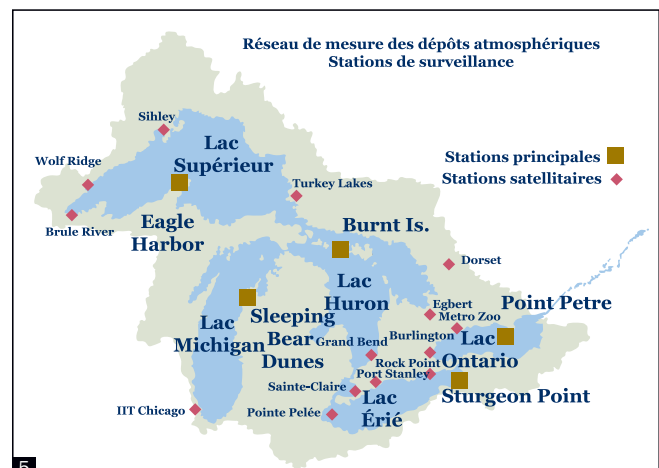 Réseau de mesure des dépôts atmosphériques
Stations de surveillance
Sihley
Lac
Supérieur
Stations principales
Stations satellitaires
Wolf Ridge
Turkey Lakes
Brule River
Eagle
Harbor
Burnt Is.
Dorset
Lac
Huron
Sleeping
Bear
Dunes
Lac
Michigan
Egbert
Metro Zoo
Point Petre
Burlington
Lac
Ontario
Grand Bend
Rock Point
Port Stanley
Sainte-Claire
Lac
Érié
Sturgeon Point
IIT Chicago
Pointe Pelée
5